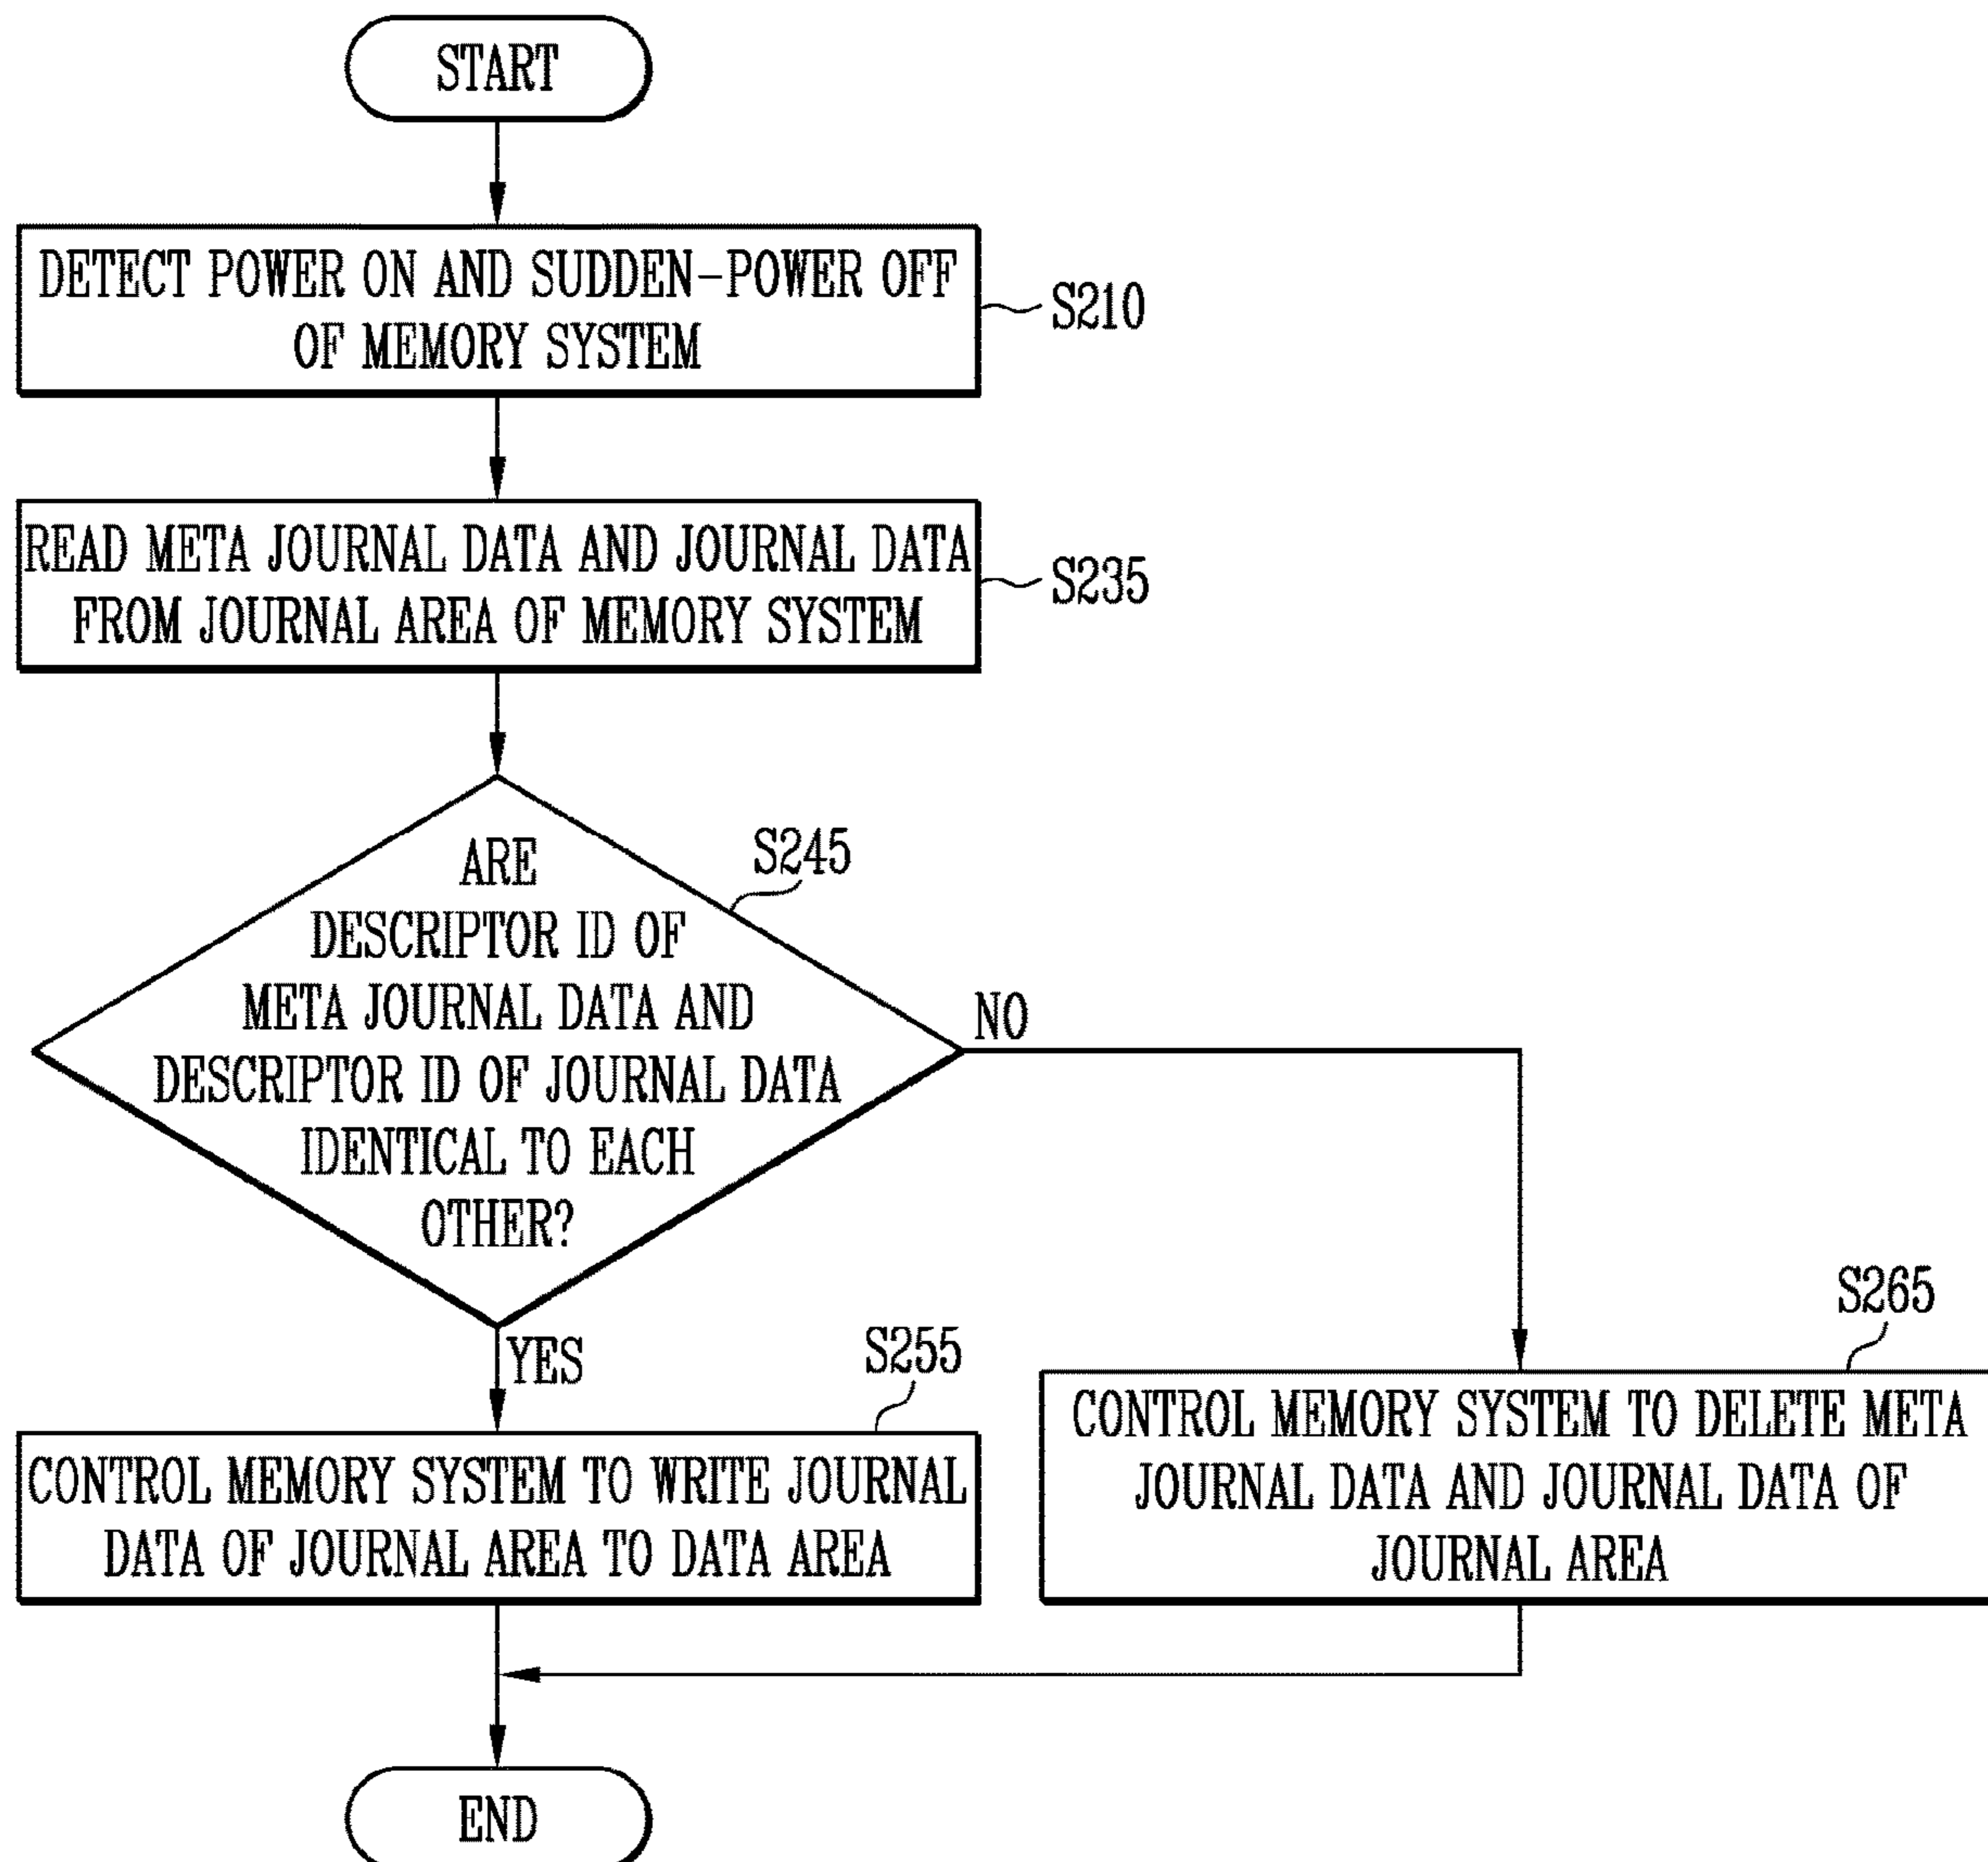 START
DETECT POWER ON AND SUDDEN-POWER OFF
OF MEMORY SYSTEM
S210
READ META JOURNAL DATA AND JOURNAL DATA
FROM JOURNAL AREA OF MEMORY SYSTEM
S235
ARE
DESCRIPTOR ID OF
META JOURNAL DATA AND
DESCRIPTOR ID OF JOURNAL DATA
IDENTICAL TO EACH
OTHER?
S245
NO
YES
S255
CONTROL MEMORY SYSTEM TO WRITE JOURNAL
DATA OF JOURNAL AREA TO DATA AREA
S265
CONTROL MEMORY SYSTEM TO DELETE META
JOURNAL DATA AND JOURNAL DATA OF
JOURNAL AREA
END